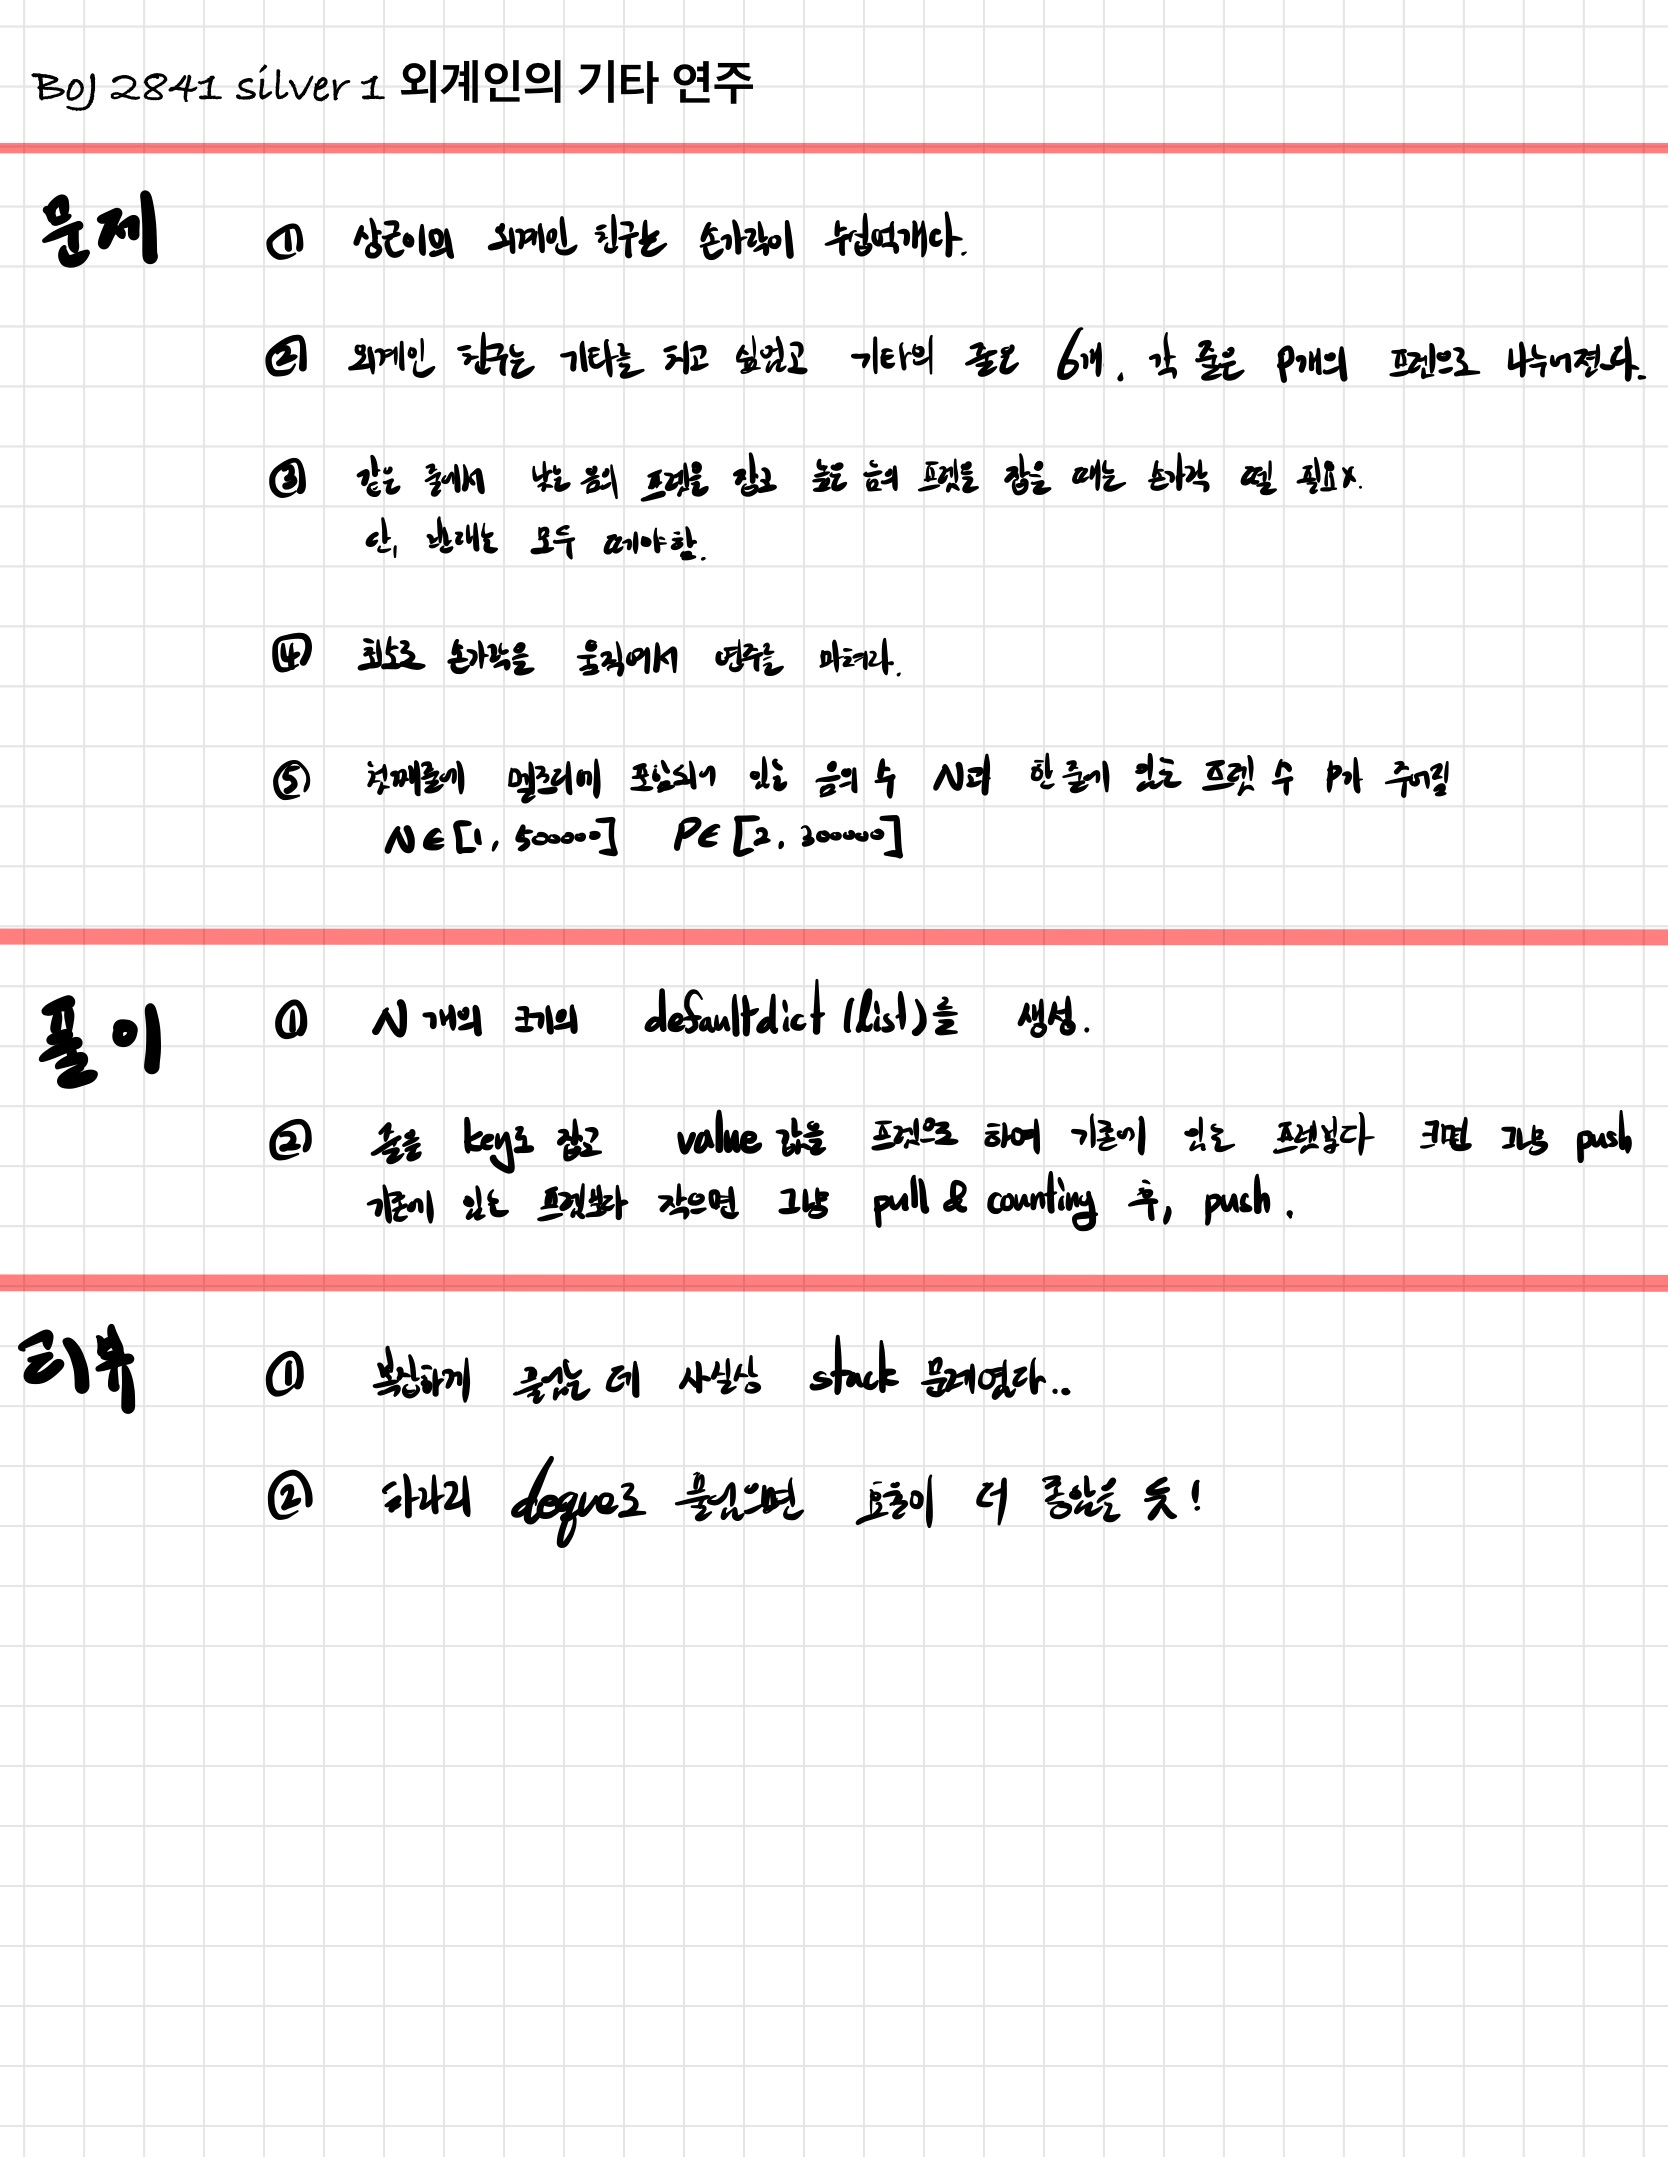 BOJ 2841 silver 1 외계인의 기타 연주
문제
① 상근이의 외계인 친구는 손가락이 수십억개다.
② 외계인 친구는 기타를 치고 싶었고 기타의 줄은 6개, 각 줄은 P개의 프렛으로 나누어졌다.
③ 같은 줄에서 낮은 음의 프렛을 잡고 높은 음의 프렛을 잡을 때는 손가락 뗄 필요x.
단, 반대는 모두 떼야함.
④ 최소로 손가락을 움직여서 연주를 마쳐라.
⑤ 첫째줄에 멜로디에 포함되어 있는 음의 수 N과 한 줄에 있는 프렛 수 P가 주어질
N∈[1, 500000] P∈[2, 300000]
풀이
① N개의 크기의 defaultdict (list)를 생성.
② 줄을 key로 잡고 value 값을 프렛으로 하여 기존에 있는 프렛보다 크면 그냥 push
기존에 있는 프렛보다 작으면 그냥 pull & counting 후, push.
리뷰
① 복잡하게 풀었는 데 사실상 stack 문제였다..
② 차라리 deque로 풀었으면 효율이 더 좋았을 듯!